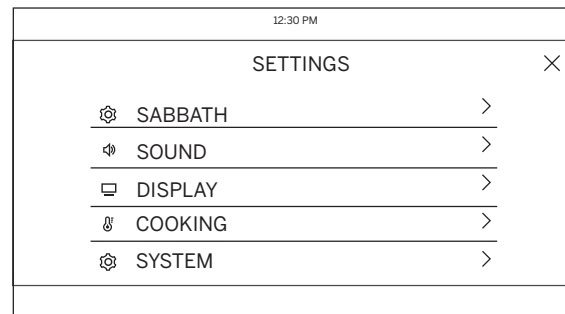 12:30 PM
SETTINGS
SABBATH
SOUND
DISPLAY
COOKING
SYSTEM